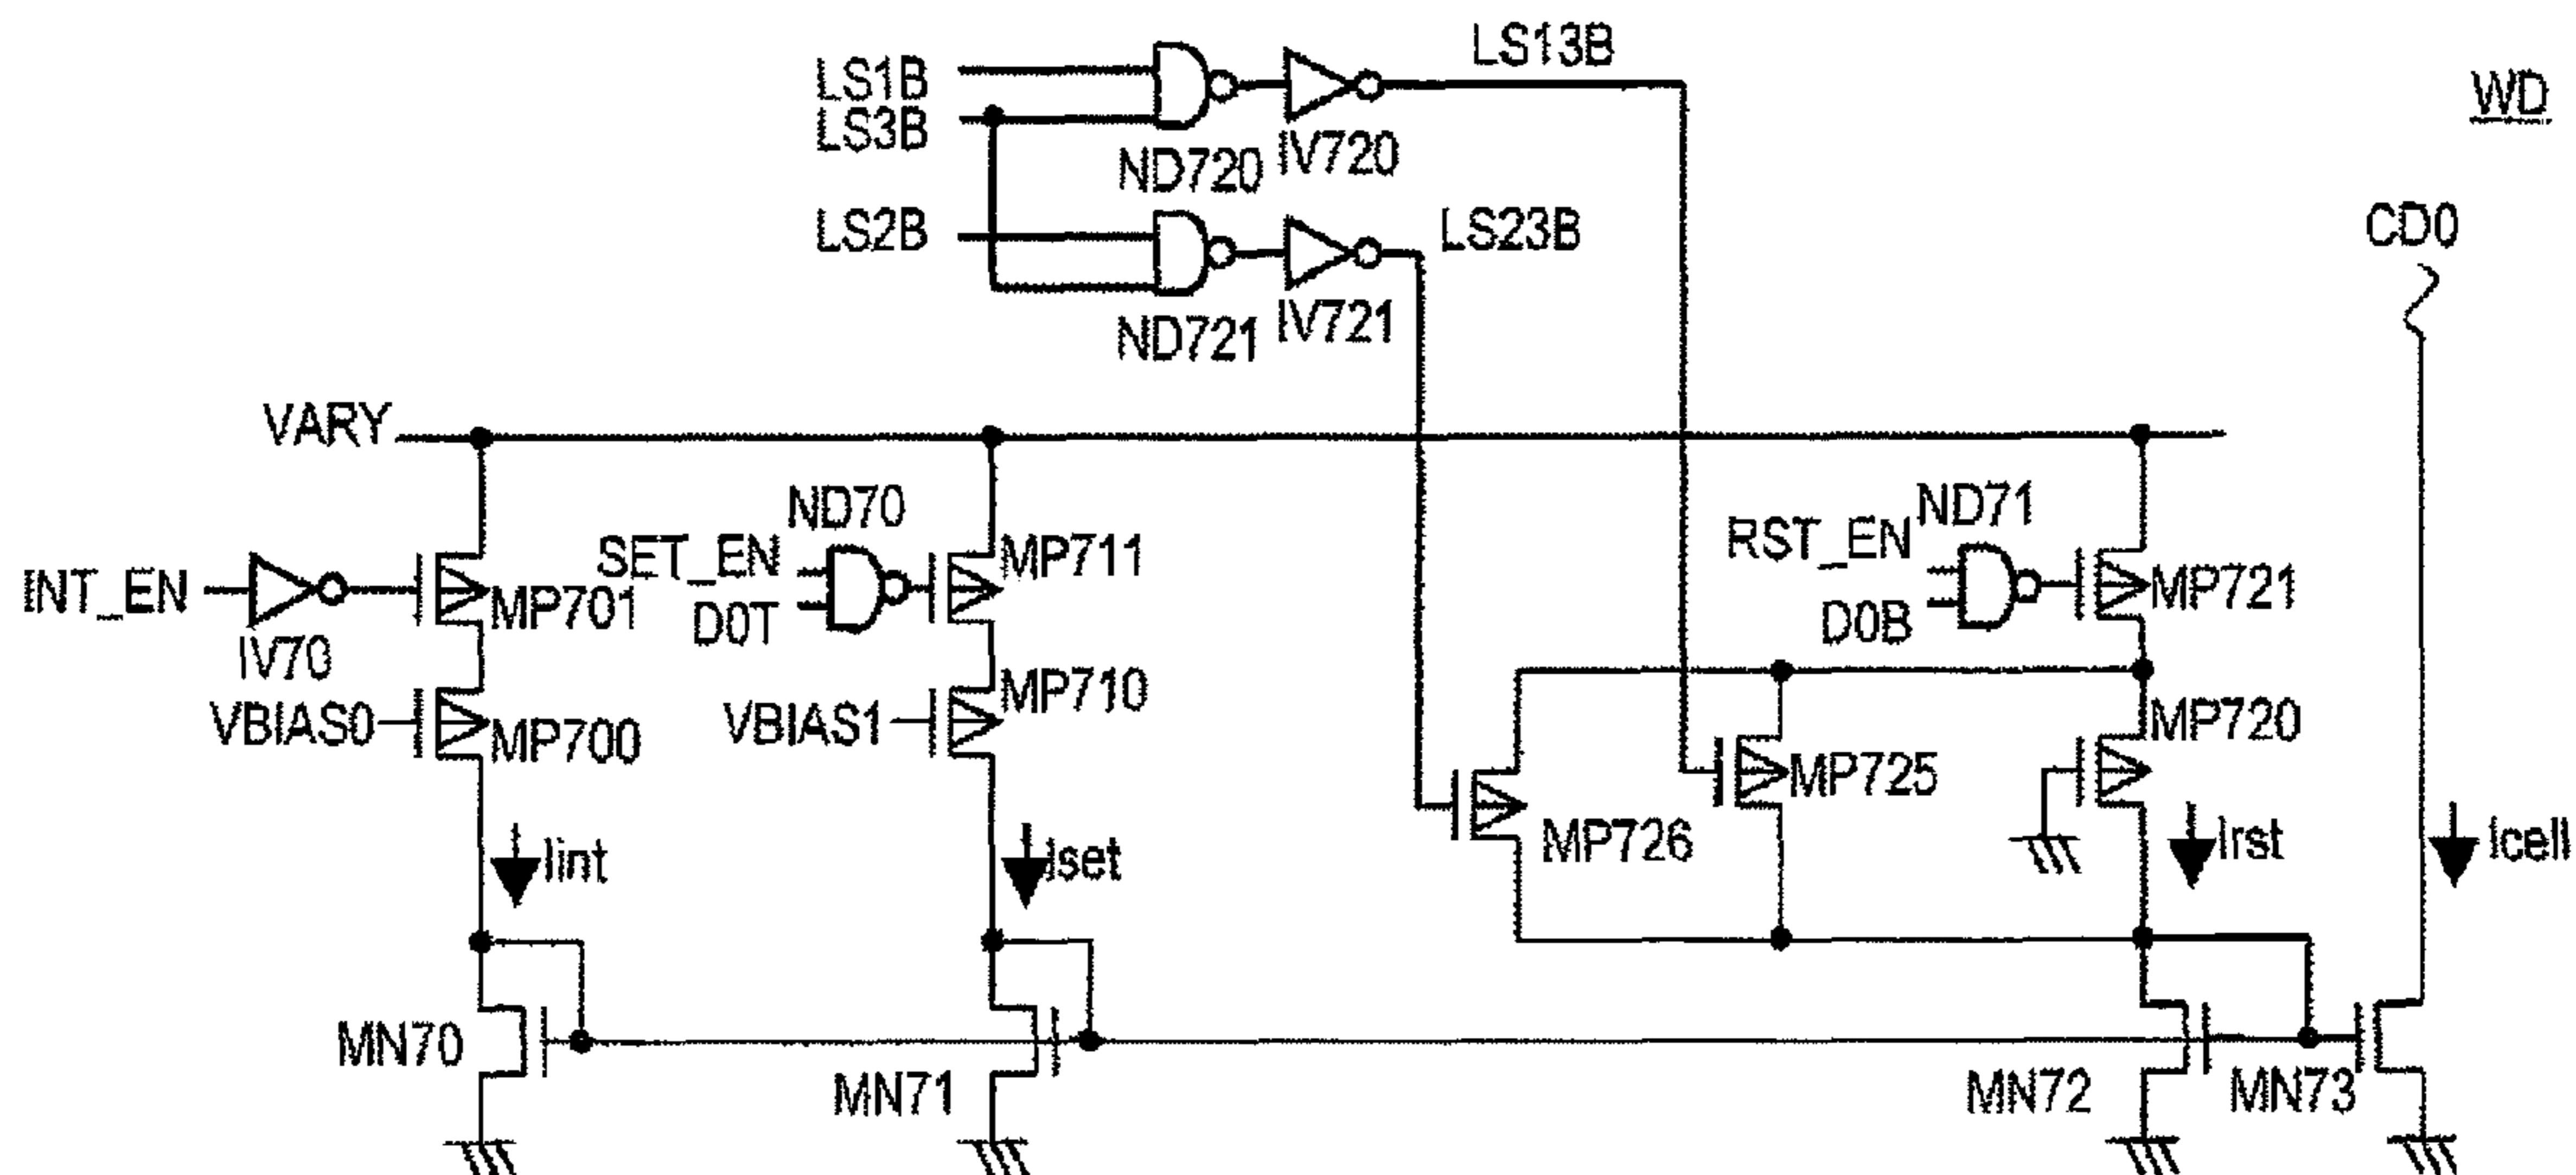 LS13B
LS1B
WD
LS3B
IV720
ND720
CD0
LS2B
LS23B
IV721
ND721
VARY
ND70
ND71
SET_EN
MP711
RST_EN
INT_EN
MP701
D0T
MP721
D0B
IV70
MP710
VBIAS0
MP700
VBIAS1
MP720
MP725
MP726
Iint
Iset
Irst
Icell
MN70
MN71
MN72
MN73